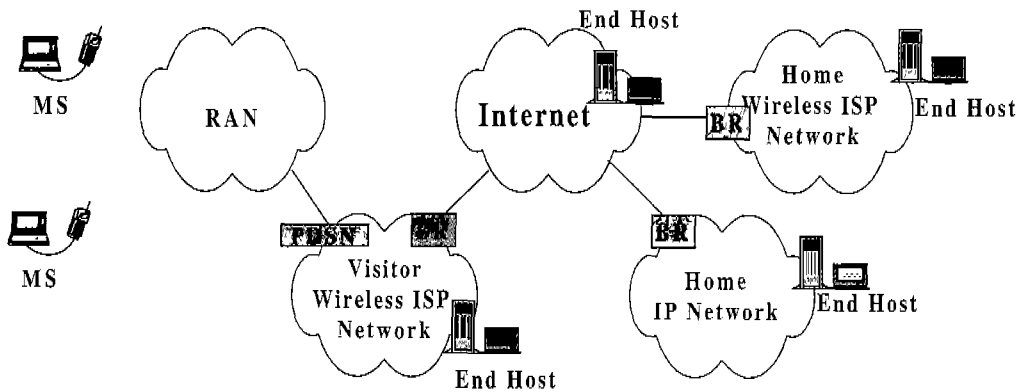 End Host
MS
RAN
Internet
BR
Home
Wireless ISP
Network
End Host
MS
PDSN
BR
Visitor
Wireless ISP
Network
End Host
BR
Home
IP Network
End Host